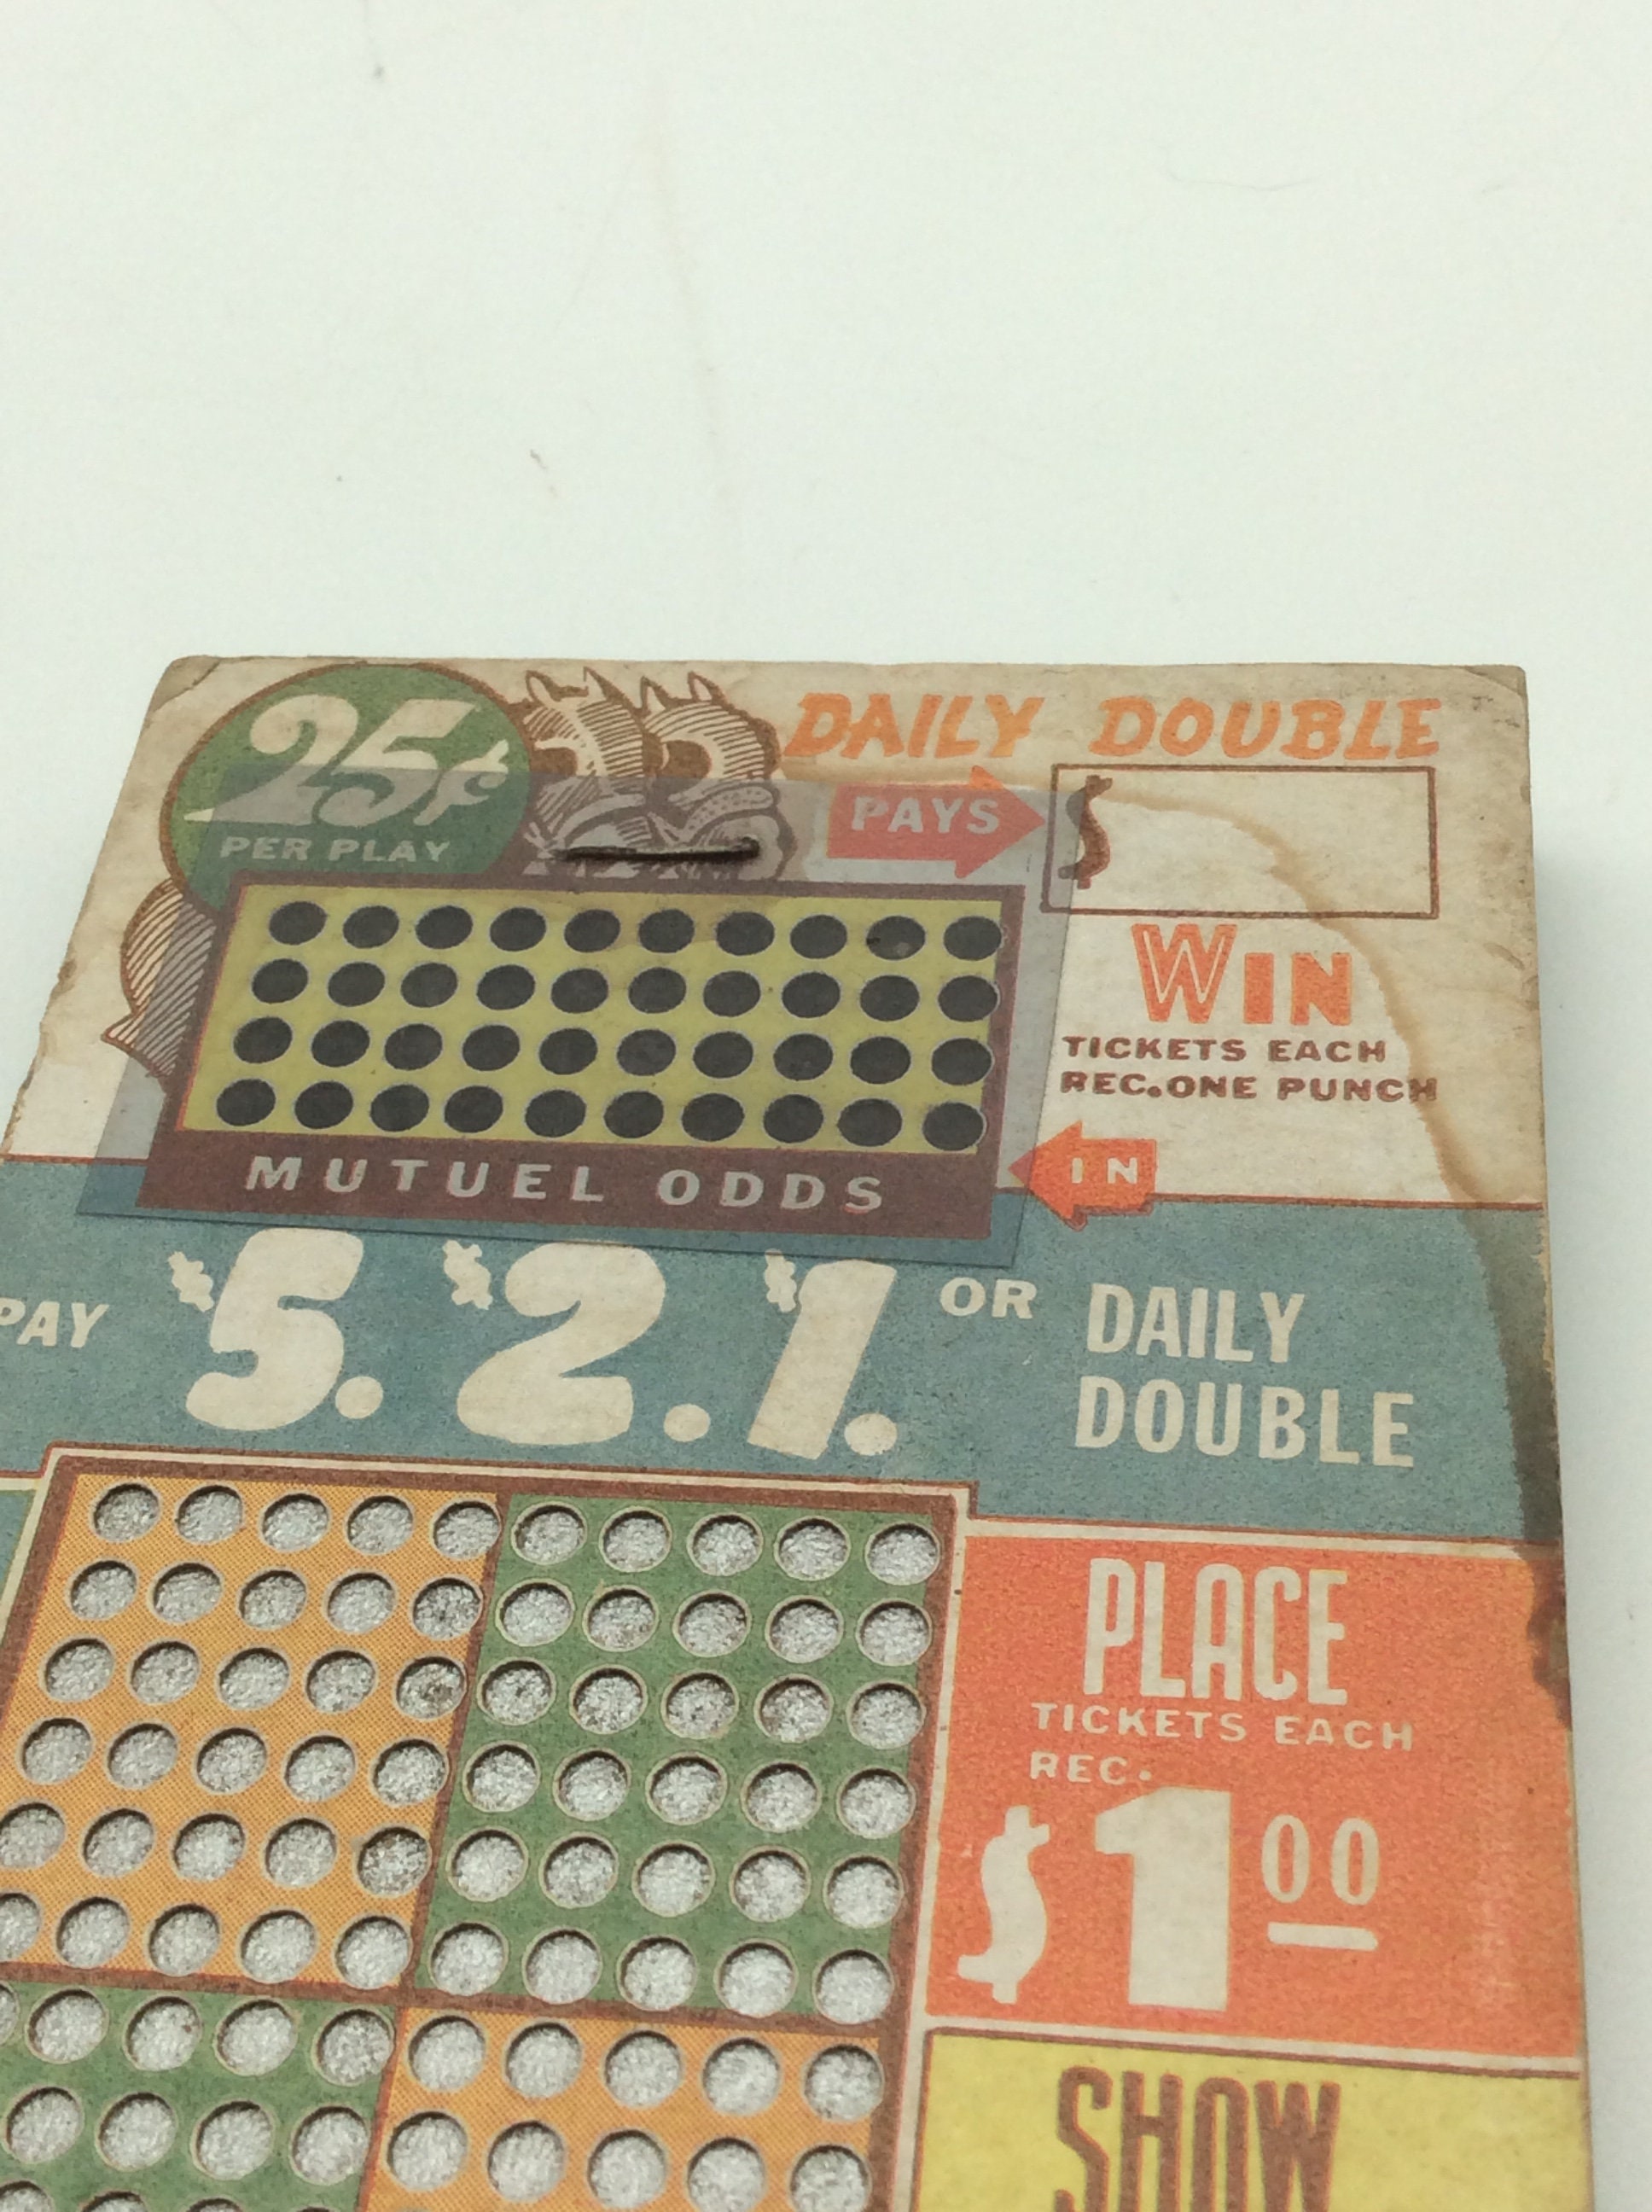 25¢
PER PLAY
DAILY DOUBLE
PAYS
$
WIN
TICKETS EACH
REC. ONE PUNCH
IN
MUTUEL ODDS
PAY $5. $2. $1. OR DAILY
DOUBLE
PLACE
TICKETS EACH
REC.
$1 00
SHOW